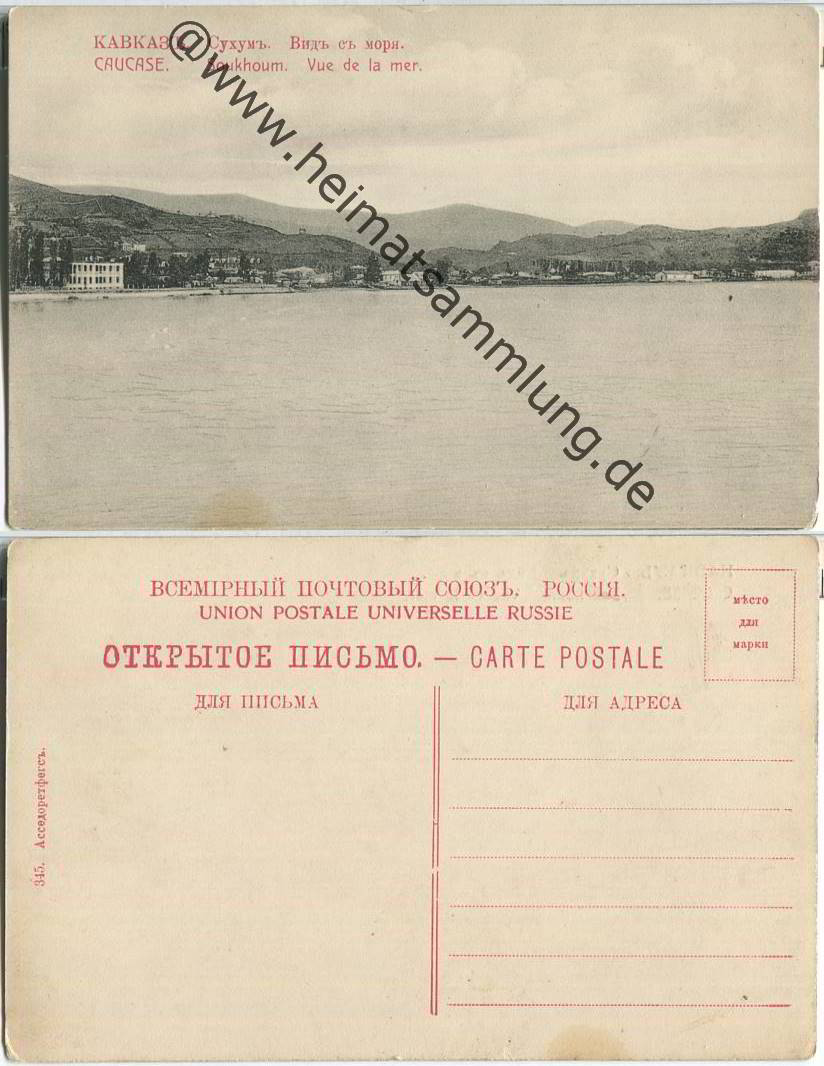 КАВКАЗЪ. Сухумъ. Видъ съ моря.
CAUCASE. Soukhoum. Vue de la mer.
@www.heimatsammlung.de
ВСЕМІРНЫЙ ПОЧТОВЫЙ СОЮЗЪ. РОССІЯ.
UNION POSTALE UNIVERSELLE RUSSIE
ОТКРЫТОЕ ПИСЬМО. — CARTE POSTALE
мѣсто
для
марки
ДЛЯ ПИСЬМА
ДЛЯ АДРЕСА
345. Асседоретфегсъ.